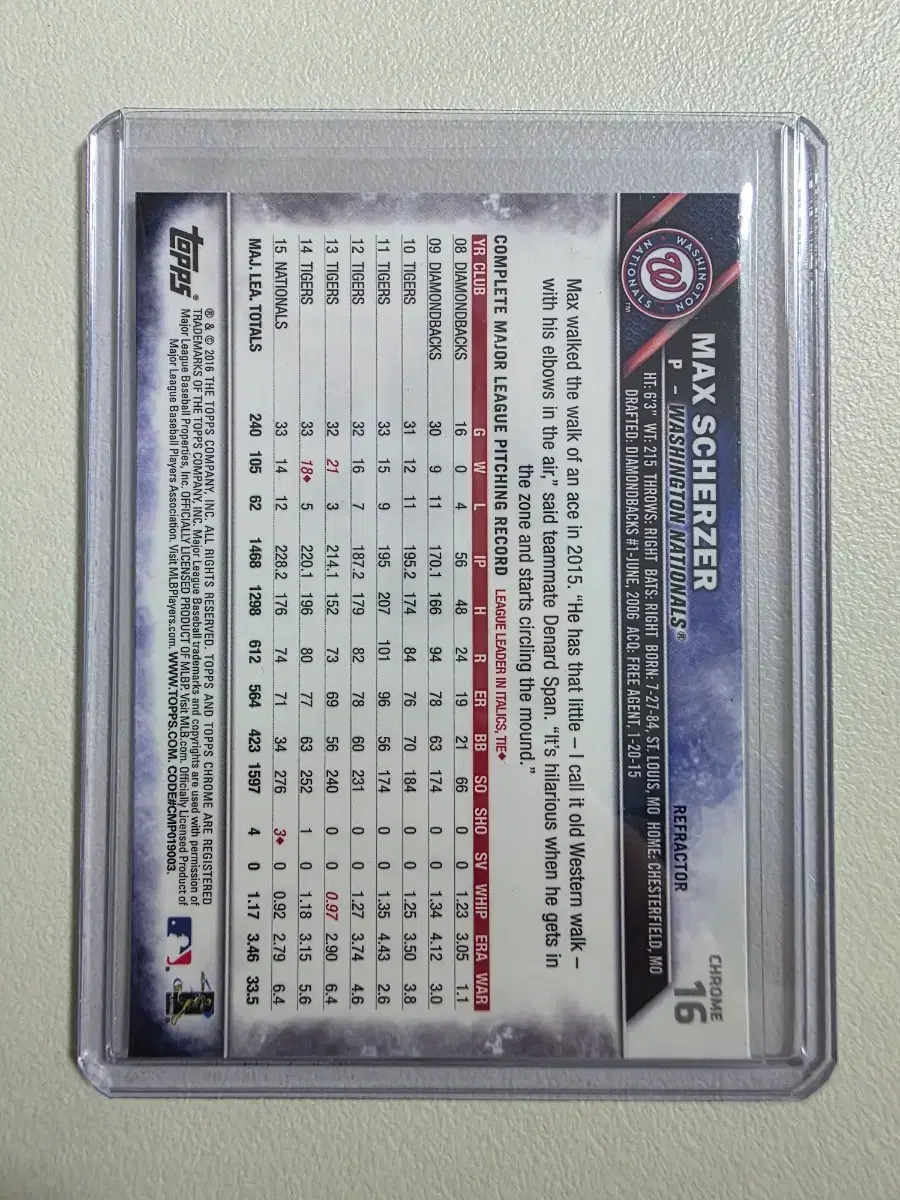 WASHINGTON
W
NATIONALS™
MAX SCHERZER
P - WASHINGTON NATIONALS®
REFRACTOR
CHROME
16
HT: 6'3" WT: 215 THROWS: RIGHT BATS: RIGHT BORN: 7-27-84, ST. LOUIS, MO HOME: CHESTERFIELD, MO
DRAFTED: DIAMONDBACKS #1-JUNE, 2006 ACQ: FREE AGENT, 1-20-15
Max walked the walk of an ace in 2015. “He has that little – I call it old Western walk –
with his elbows in the air,” said teammate Denard Span. “It’s hilarious when he gets in
the zone and starts circling the mound.”
COMPLETE MAJOR LEAGUE PITCHING RECORD LEAGUE LEADER IN ITALICS, TIE♦
YR CLUB G W L IP H R ER BB SO SHO SV WHIP ERA WAR
08 DIAMONDBACKS 16 0 4 56 48 24 19 21 66 0 0 1.23 3.05 1.1
09 DIAMONDBACKS 30 9 11 170.1 166 94 78 63 174 0 0 1.34 4.12 3.0
10 TIGERS 31 12 11 195.2 174 84 76 70 184 0 0 1.25 3.50 3.8
11 TIGERS 33 15 9 195 207 101 96 56 174 0 0 1.35 4.43 2.6
12 TIGERS 32 16 7 187.2 179 82 78 60 231 0 0 1.27 3.74 4.6
13 TIGERS 32 21 3 214.1 152 73 69 56 240 0 0 0.97 2.90 6.4
14 TIGERS 33 18♦ 5 220.1 196 80 77 63 252 1 0 1.18 3.15 5.6
15 NATIONALS 33 14 12 228.2 176 74 71 34 276 3♦ 0 0.92 2.79 6.4
MAJ. LEA. TOTALS 240 105 62 1468 1298 612 564 423 1597 4 0 1.17 3.46 33.5
topps®
® & © 2016 THE TOPPS COMPANY, INC. ALL RIGHTS RESERVED. TOPPS AND TOPPS CHROME ARE REGISTERED
TRADEMARKS OF THE TOPPS COMPANY, INC. Major League Baseball trademarks and copyrights are used with permission of
Major League Baseball Properties, Inc. OFFICIALLY LICENSED PRODUCT OF MLBP. Visit MLB.com. Officially Licensed Product of
Major League Baseball Players Association. Visit MLBPlayers.com. WWW.TOPPS.COM. CODE#CMP019003.